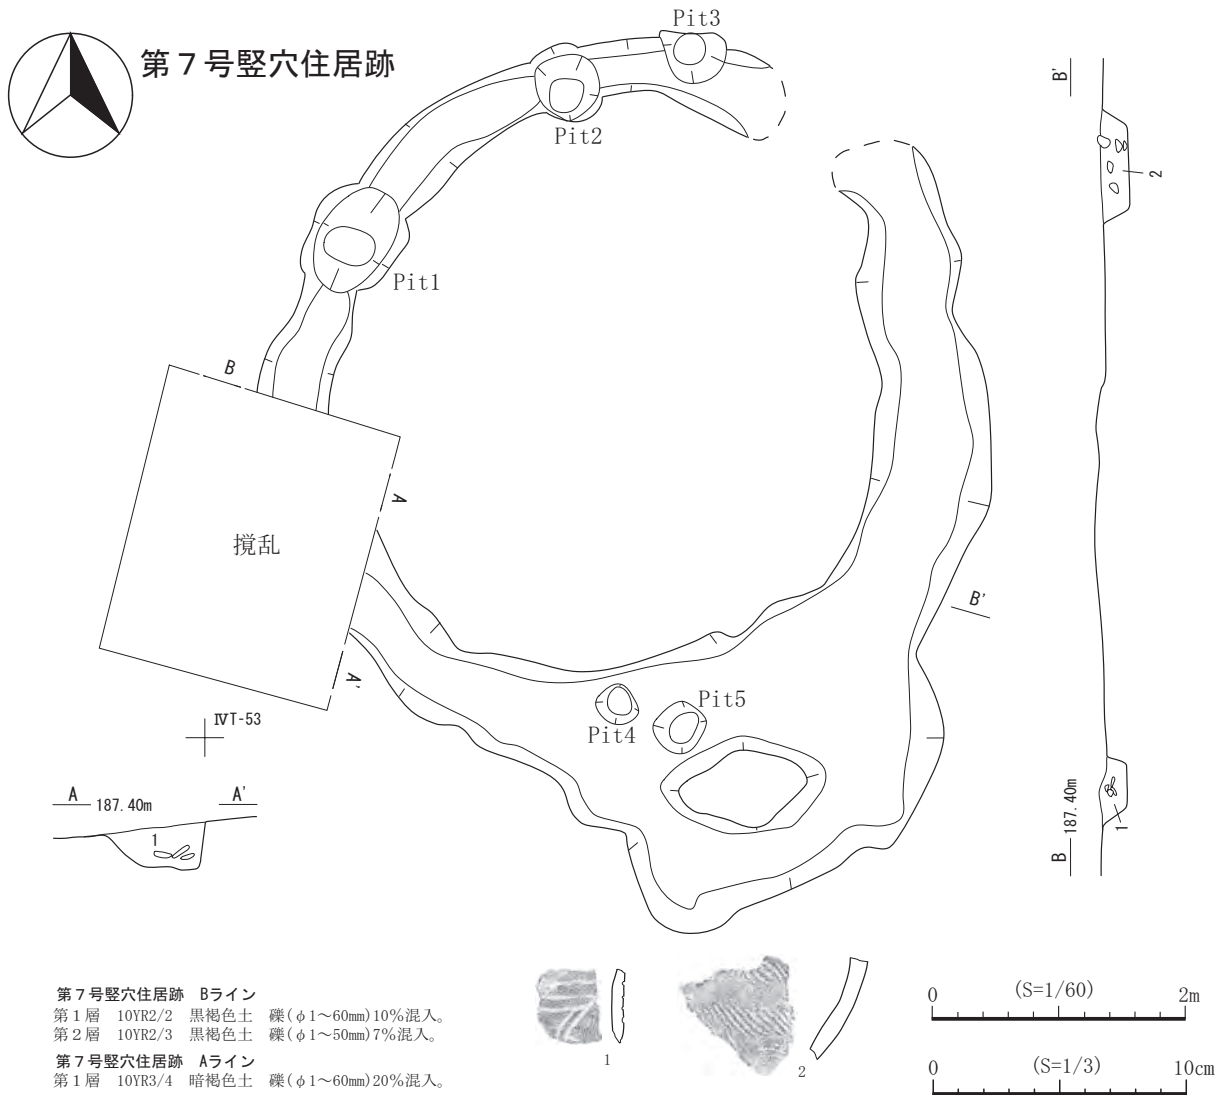 第７号竪穴住居跡
Pit3
Pit2
Pit1
B
A
撹乱
A'
B'
Pit5
Pit4
ⅣT-53
A 187.40m A'
1
B'
2
1
B 187.40m
第７号竪穴住居跡　Bライン
第１層　10YR2/2　黒褐色土　礫(φ1～60mm)10%混入。
第２層　10YR2/3　黒褐色土　礫(φ1～50mm)7%混入。
第７号竪穴住居跡　Aライン
第１層　10YR3/4　暗褐色土　礫(φ1～60mm)20%混入。
1
2
0 (S=1/60) 2m
0 (S=1/3) 10cm